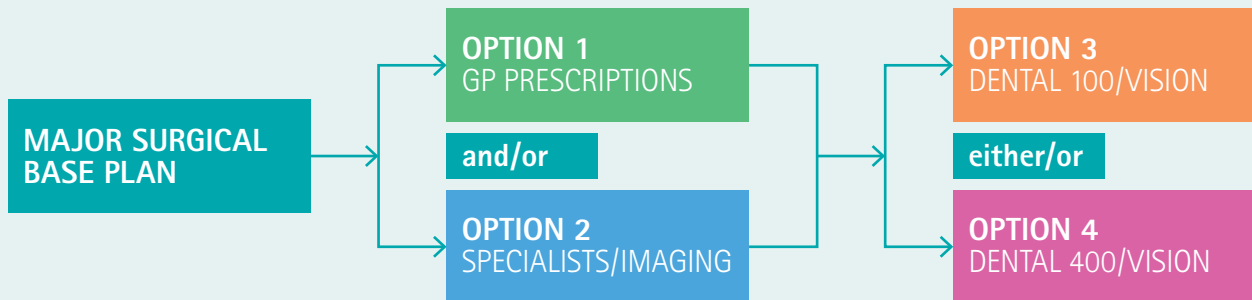 MAJOR SURGICAL
BASE PLAN
OPTION 1
GP PRESCRIPTIONS
and/or
OPTION 2
SPECIALISTS/IMAGING
OPTION 3
DENTAL 100/VISION
either/or
OPTION 4
DENTAL 400/VISION